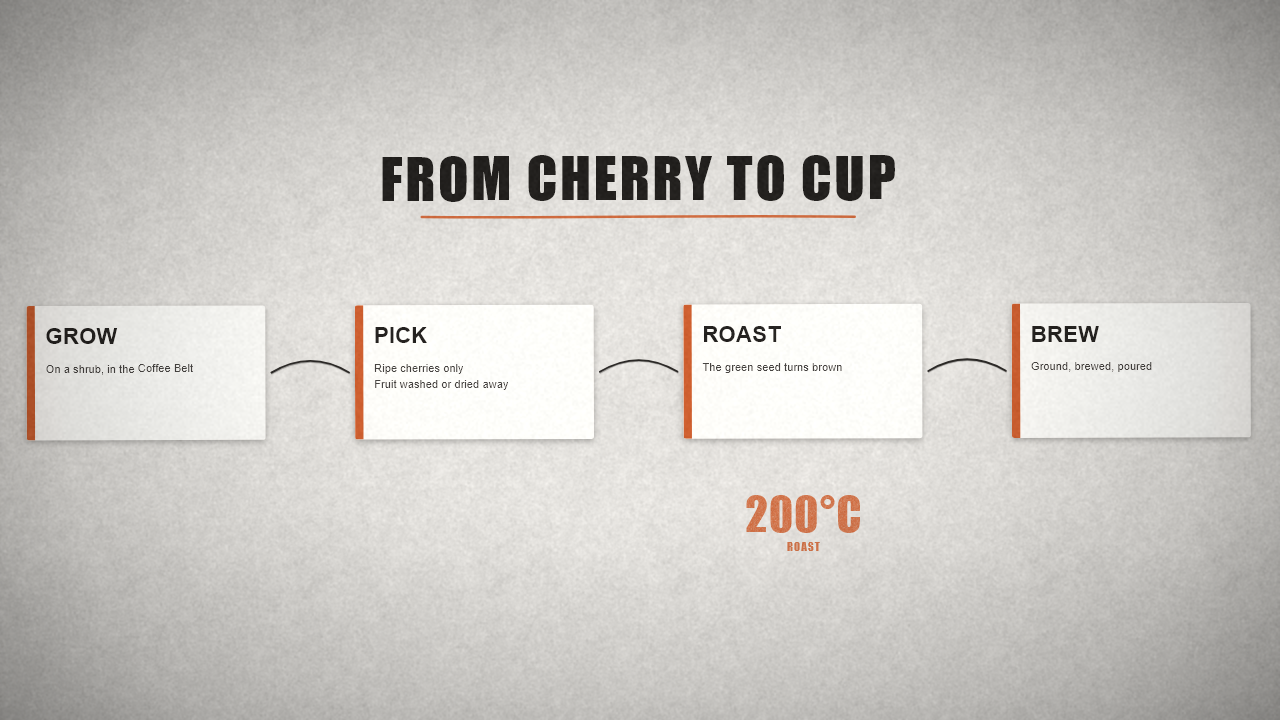 FROM CHERRY TO CUP
GROW
On a shrub, in the Coffee Belt
PICK
Ripe cherries only
Fruit washed or dried away
ROAST
The green seed turns brown
BREW
Ground, brewed, poured
200°C
ROAST